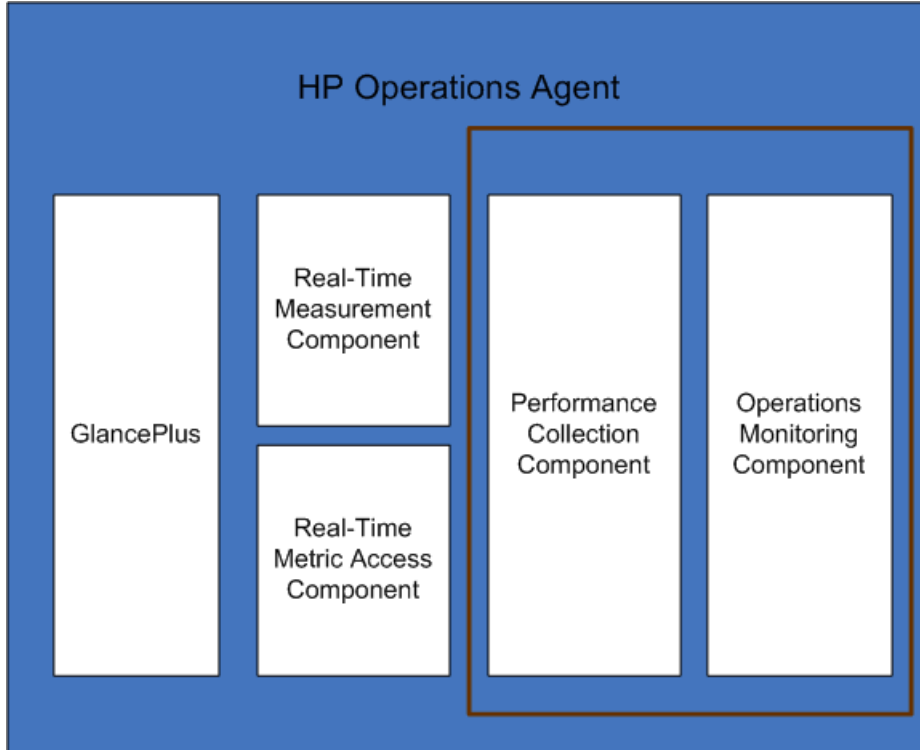 HP Operations Agent
GlancePlus
Real-Time
Measurement
Component
Real-Time
Metric Access
Component
Performance
Collection
Component
Operations
Monitoring
Component